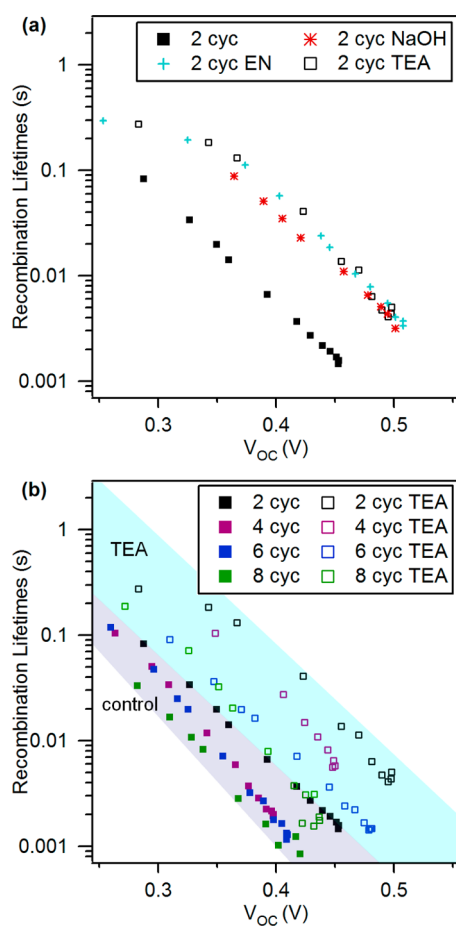 (a)
2 cyc
2 cyc NaOH
2 cyc EN
2 cyc TEA
Recombination Lifetimes (s)
1
0.1
0.01
0.001
0.3
0.4
0.5
VOC (V)
(b)
2 cyc
2 cyc TEA
4 cyc
4 cyc TEA
6 cyc
6 cyc TEA
8 cyc
8 cyc TEA
TEA
control
Recombination Lifetimes (s)
1
0.1
0.01
0.001
0.3
0.4
0.5
VOC (V)